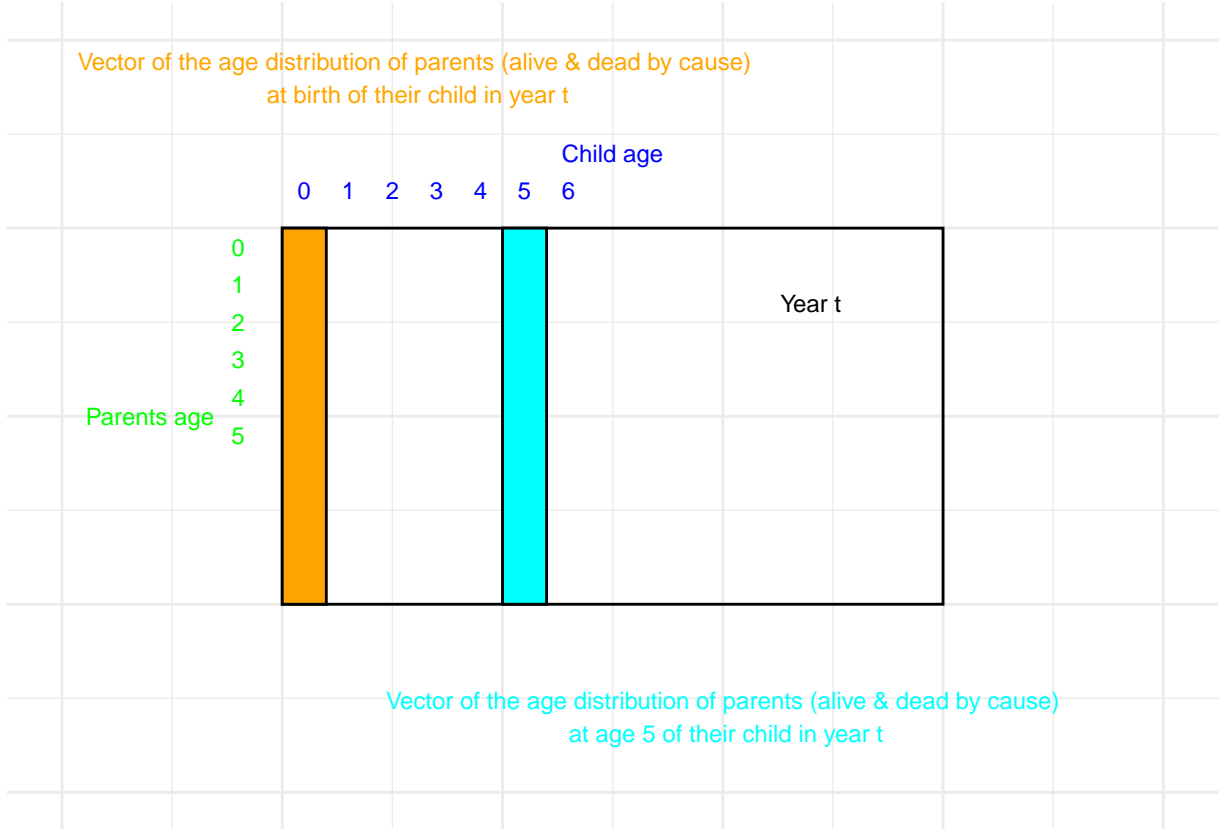 Vector of the age distribution of parents (alive & dead by cause)
at birth of their child in year t
Child age
0 1 2 3 4 5 6
0
1
Year t
2
3
4
Parents age
5
Vector of the age distribution of parents (alive & dead by cause)
at age 5 of their child in year t